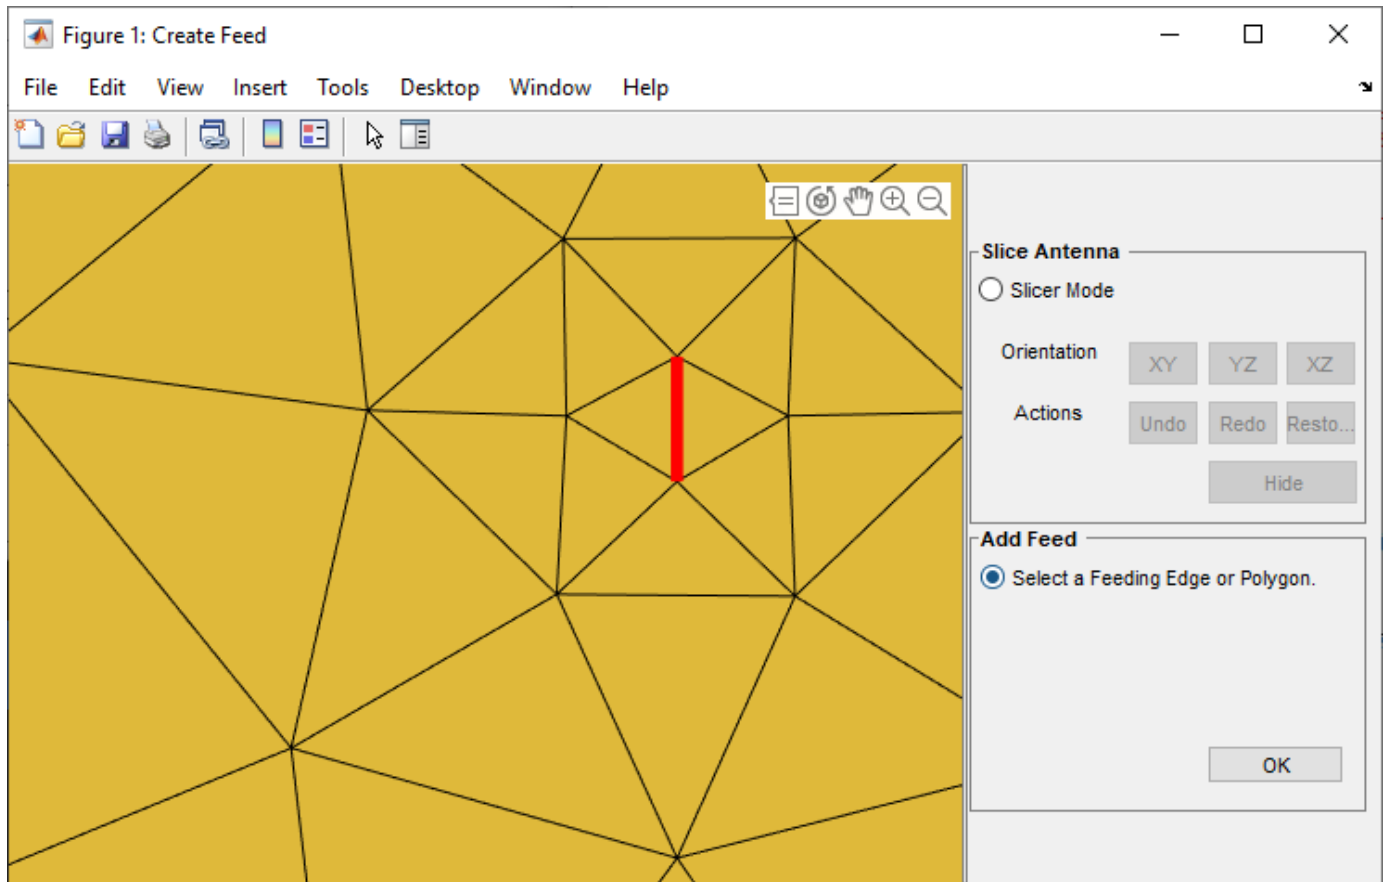 Figure 1: Create Feed
File Edit View Insert Tools Desktop Window Help
Slice Antenna
Slicer Mode
Orientation XY YZ XZ
Actions Undo Redo Resto...
Hide
Add Feed
Select a Feeding Edge or Polygon.
OK